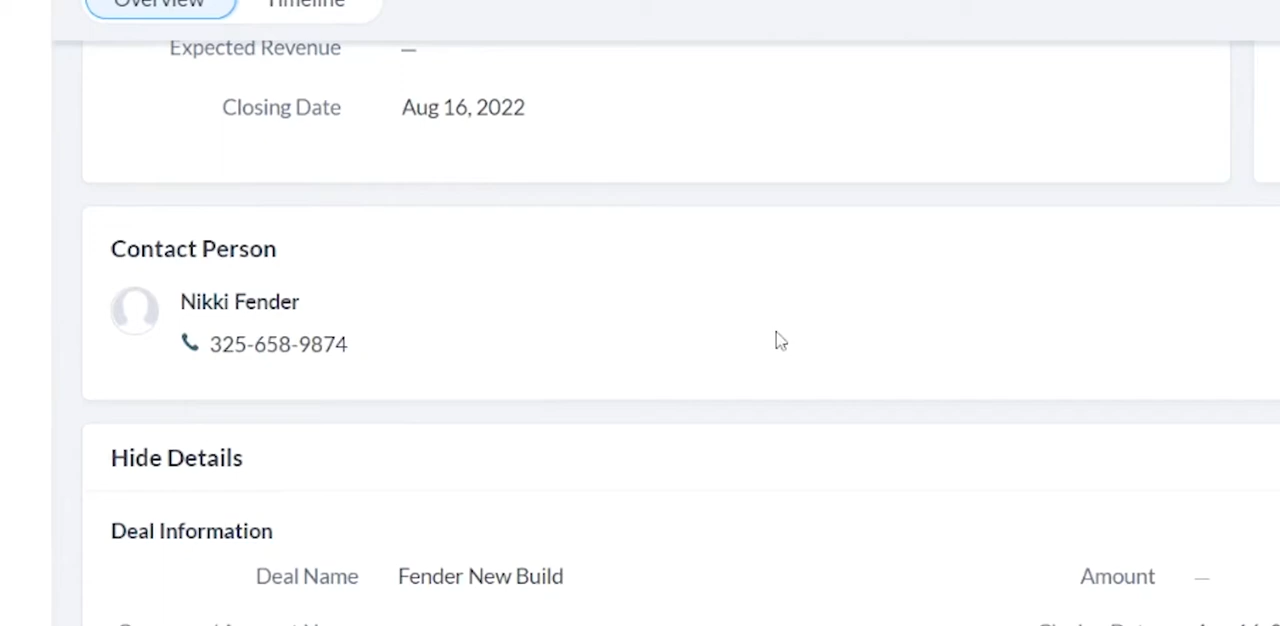 Overview Timeline
Expected Revenue —
Closing Date Aug 16, 2022
Contact Person
Nikki Fender
325-658-9874
Hide Details
Deal Information
Deal Name Fender New Build Amount —